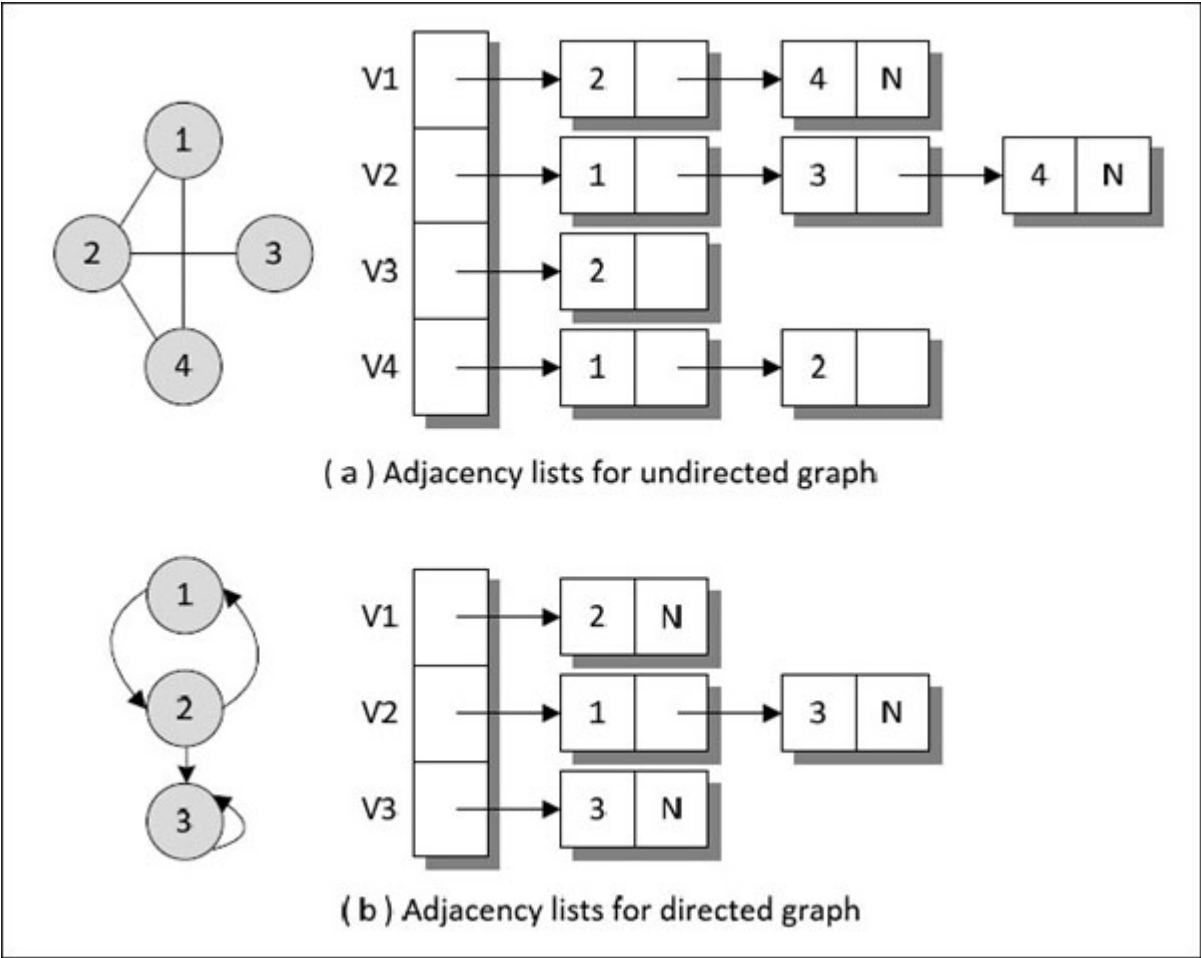 1
2
3
4
V1 2 4 N
V2 1 3 4 N
V3 2
V4 1 2
( a ) Adjacency lists for undirected graph
1
2
3
V1 2 N
V2 1 3 N
V3 3 N
( b ) Adjacency lists for directed graph